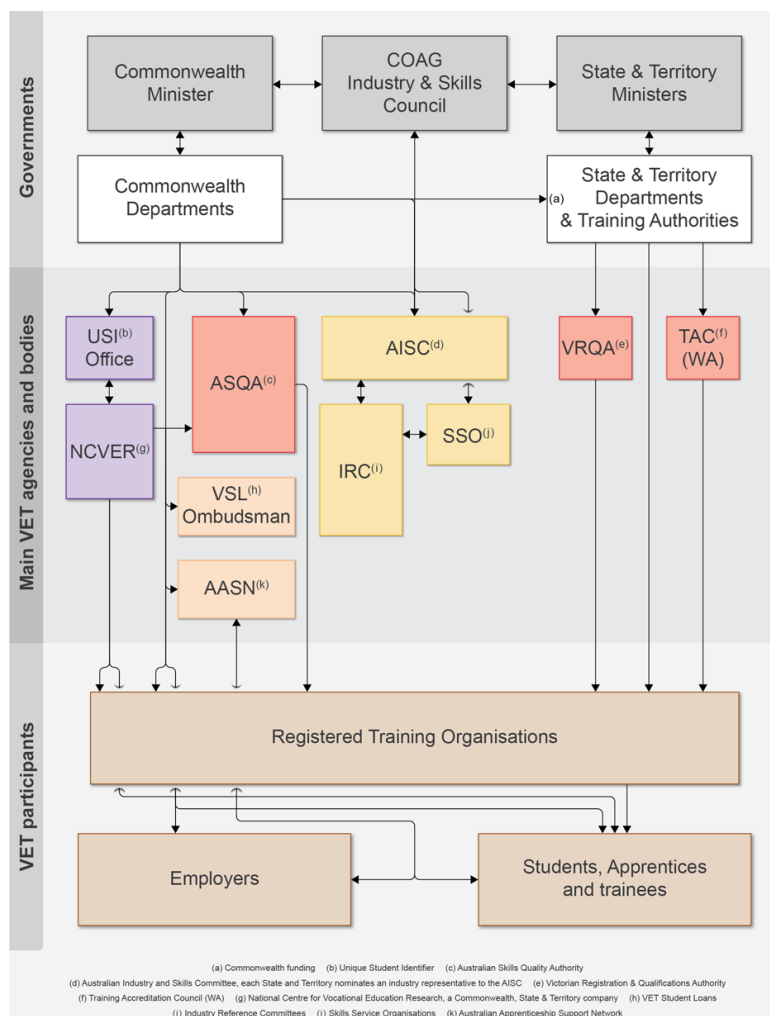 Governments
Commonwealth
Minister
COAG
Industry & Skills
Council
State & Territory
Ministers
Commonwealth
Departments
(a)
State & Territory
Departments
& Training Authorities
Main VET agencies and bodies
USI(b)
Office
ASQA(c)
AISC(d)
VRQA(e)
TAC(f)
(WA)
NCVER(g)
IRC(i)
SSO(j)
VSL(h)
Ombudsman
AASN(k)
VET participants
Registered Training Organisations
Employers
Students, Apprentices
and trainees
(a) Commonwealth funding (b) Unique Student Identifier (c) Australian Skills Quality Authority
(d) Australian Industry and Skills Committee, each State and Territory nominates an industry representative to the AISC (e) Victorian Registration & Qualifications Authority
(f) Training Accreditation Council (WA) (g) National Centre for Vocational Education Research, a Commonwealth, State & Territory company (h) VET Student Loans
(i) Industry Reference Committees (j) Skills Service Organisations (k) Australian Apprenticeship Support Network